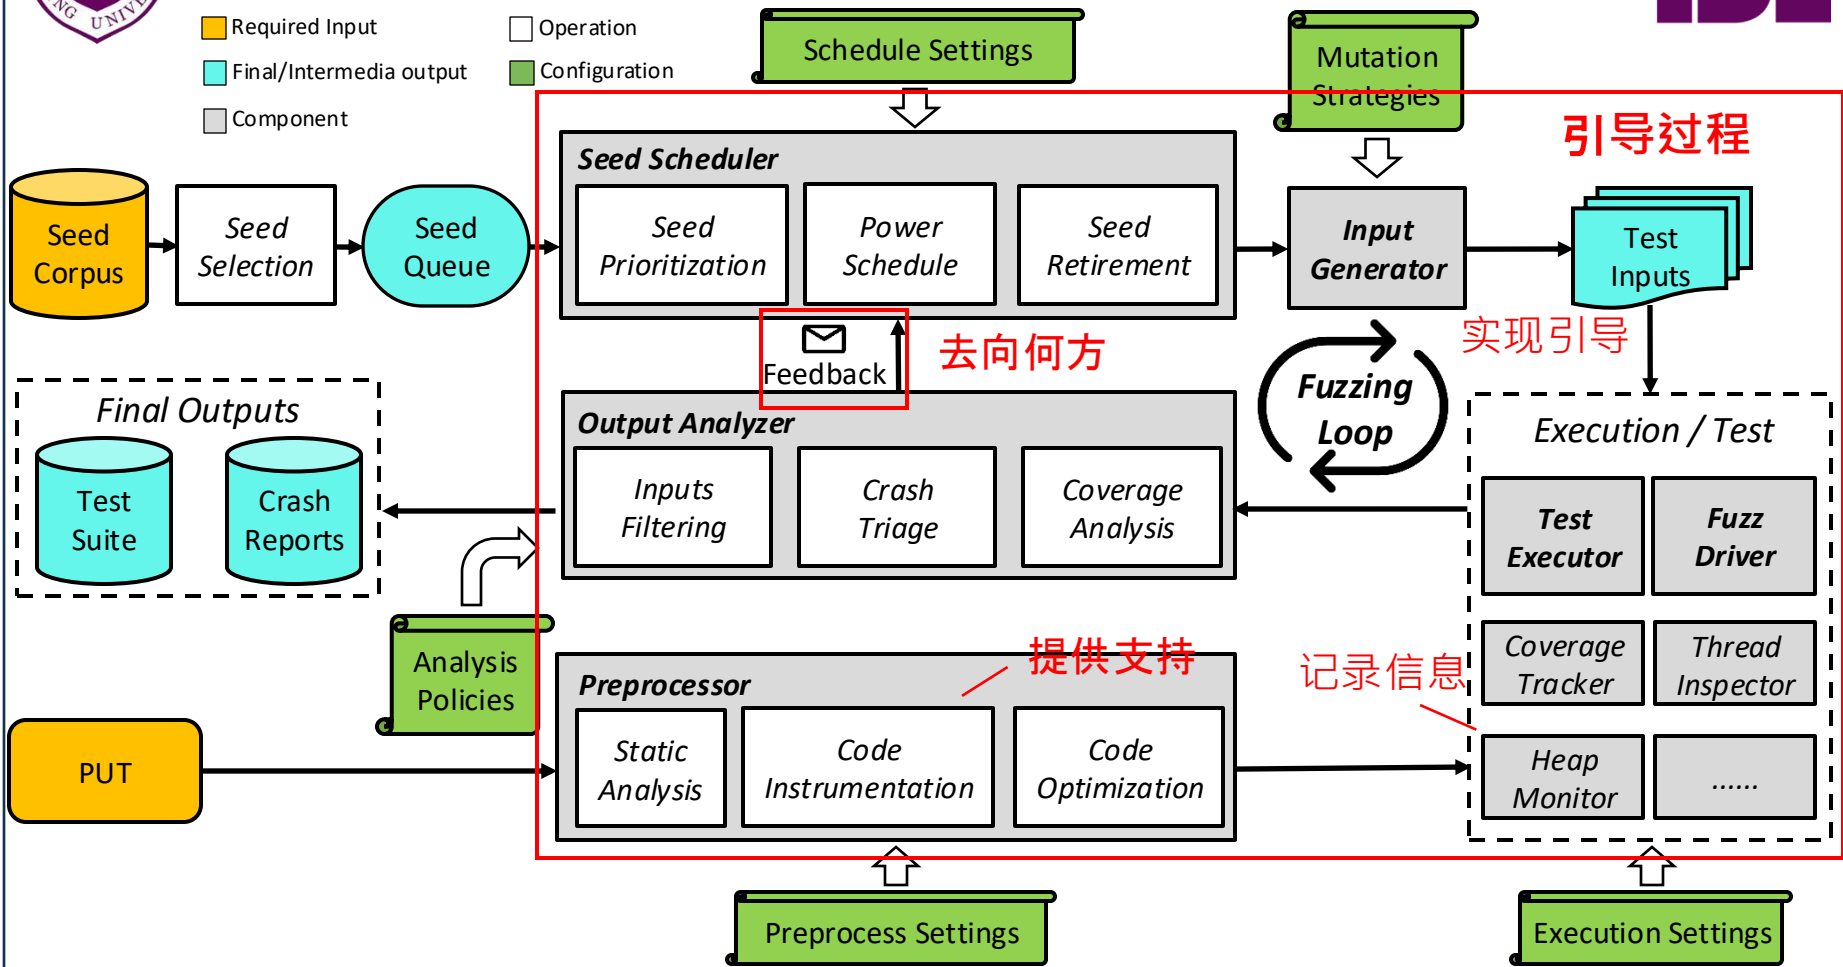 NG UNIVE
Required Input
Operation
Final/Intermedia output
Configuration
Component
Schedule Settings
Mutation
Strategies
引导过程
Seed Scheduler
Seed
Corpus
Seed
Selection
Seed
Queue
Seed
Prioritization
Power
Schedule
Seed
Retirement
Input
Generator
Test
Inputs
Feedback
去向何方
实现引导
Fuzzing
Loop
Final Outputs
Test
Suite
Crash
Reports
Output Analyzer
Inputs
Filtering
Crash
Triage
Coverage
Analysis
Execution / Test
Test
Executor
Fuzz
Driver
Coverage
Tracker
Thread
Inspector
Heap
Monitor
......
记录信息
Analysis
Policies
提供支持
Preprocessor
PUT
Static
Analysis
Code
Instrumentation
Code
Optimization
Preprocess Settings
Execution Settings